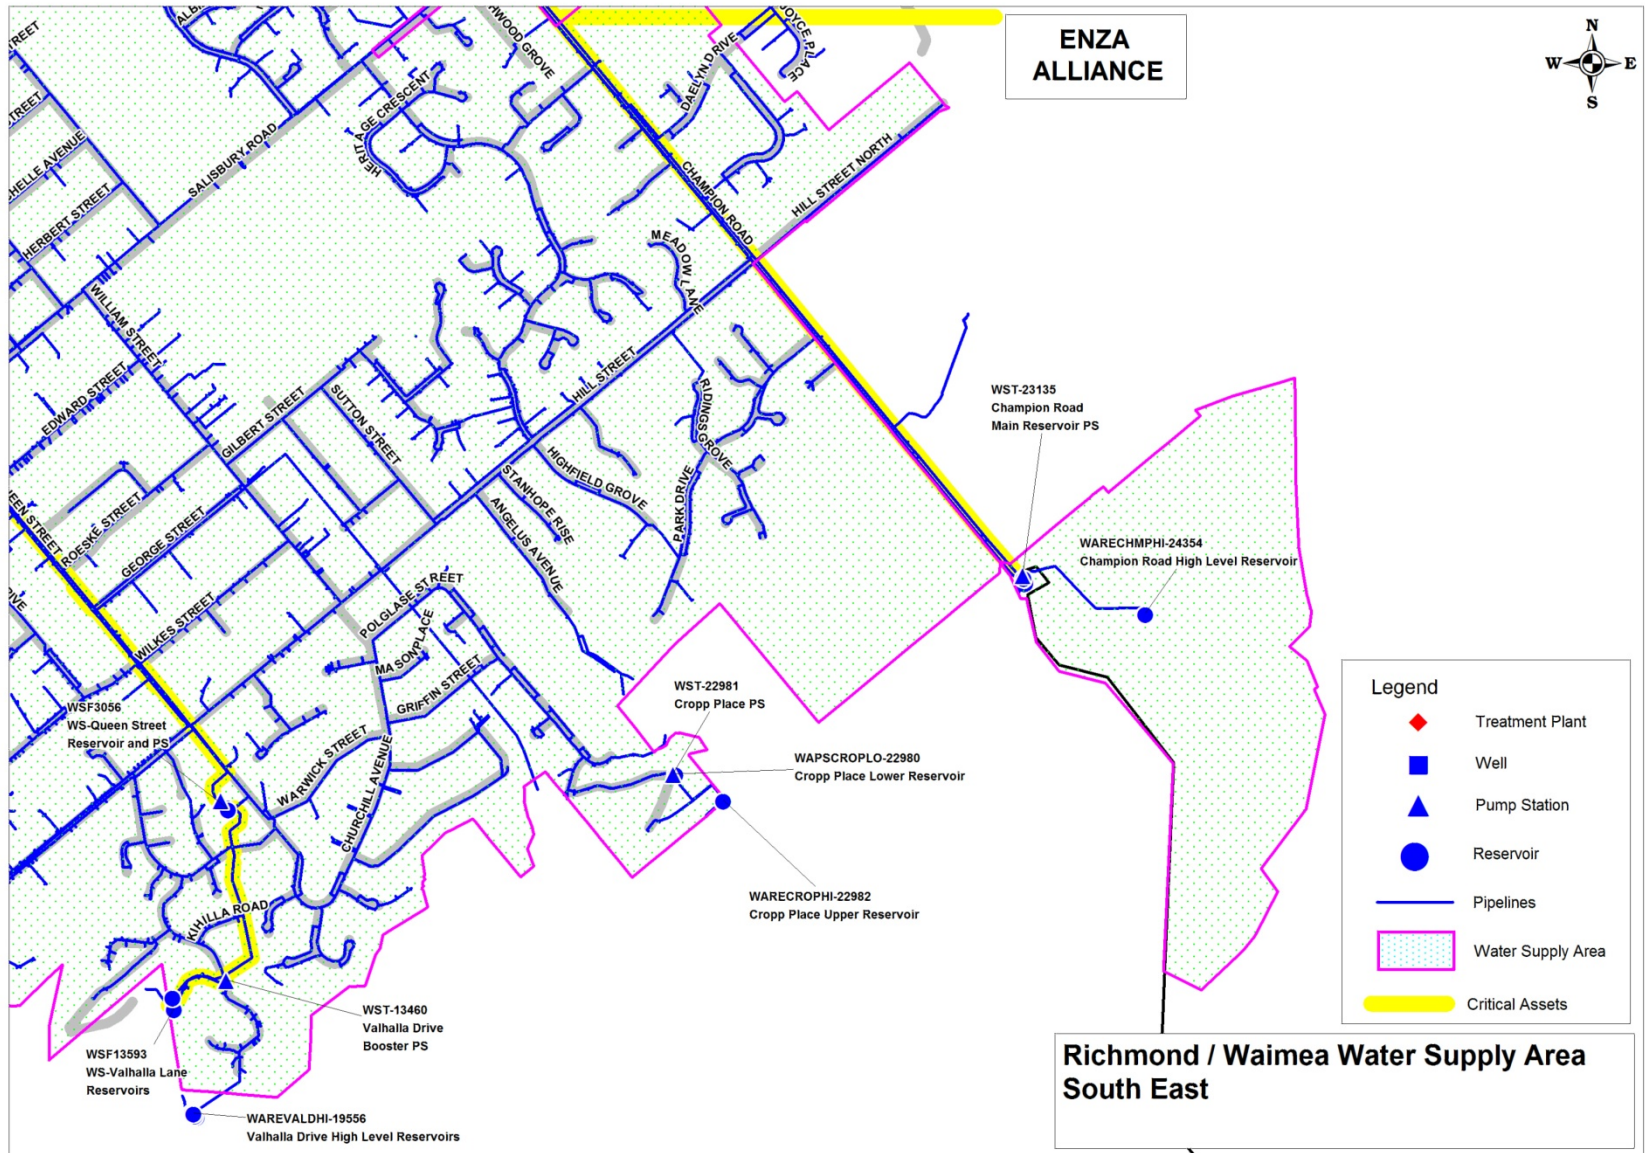 ENZA
ALLIANCE
N
W
E
S
JOYCE PLACE
DAELYN DRIVE
HERITAGE CRESCENT
SALISBURY ROAD
HERBERT STREET
CHAMPION ROAD
HILL STREET NORTH
MEADOW LANE
WILLIAM STREET
EDWARD STREET
GILBERT STREET
SUTTON STREET
HILL STREET
RIDINGS GROVE
PARK DRIVE
HIGHFIELD GROVE
STANHOPE RISE
ANGELUS AVENUE
ROESKE STREET
GEORGE STREET
WILKES STREET
POLGLASE STREET
MASON PLACE
GRIFFIN STREET
WARWICK STREET
CHURCHILL AVENUE
KIHILLA ROAD
WST-23135
Champion Road
Main Reservoir PS
WARECHMPHI-24354
Champion Road High Level Reservoir
WSF3056
WS-Queen Street
Reservoir and PS
WST-22981
Cropp Place PS
WAPSCROPLO-22980
Cropp Place Lower Reservoir
WARECROPHI-22982
Cropp Place Upper Reservoir
WST-13460
Valhalla Drive
Booster PS
WSF13593
WS-Valhalla Lane
Reservoirs
WAREVALDHI-19556
Valhalla Drive High Level Reservoirs
Legend
Treatment Plant
Well
Pump Station
Reservoir
Pipelines
Water Supply Area
Critical Assets
Richmond / Waimea Water Supply Area
South East